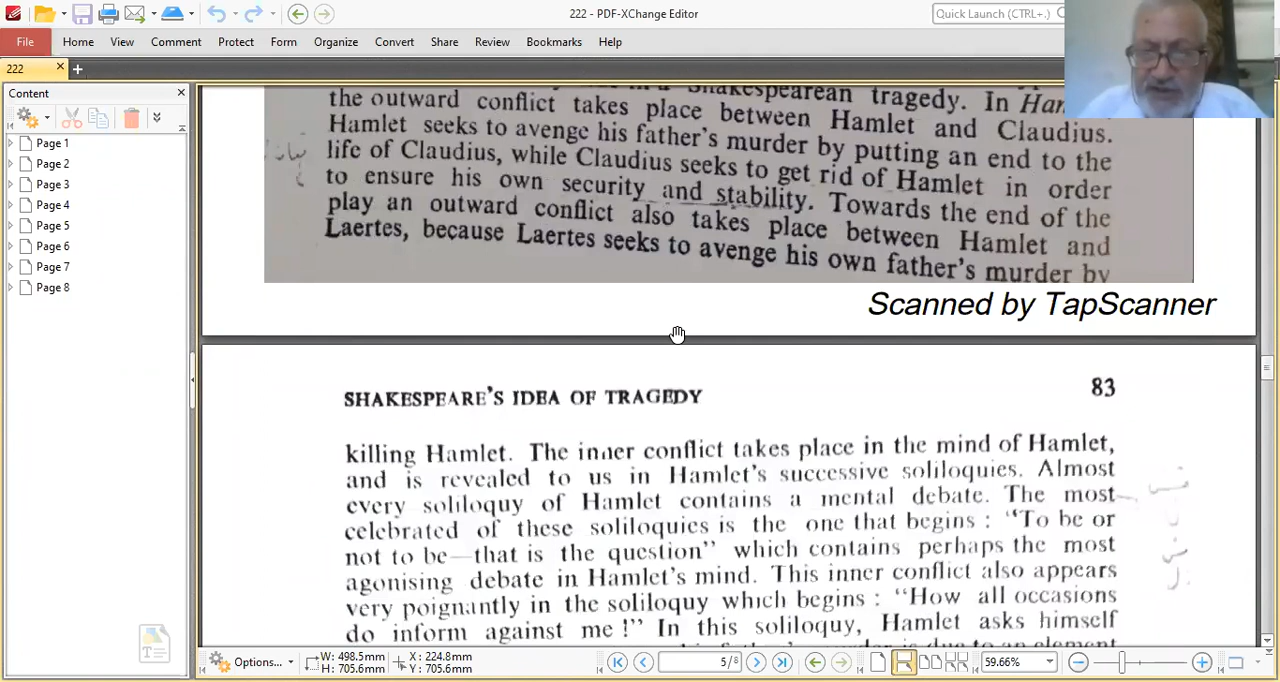 222 - PDF-XChange Editor
Quick Launch (CTRL+.)
File Home View Comment Protect Form Organize Convert Share Review Bookmarks Help
222
Content
Page 1
Page 2
Page 3
Page 4
Page 5
Page 6
Page 7
Page 8
Shakespearean tragedy. In Ham
the outward conflict takes place between Hamlet and Claudius.
Hamlet seeks to avenge his father's murder by putting an end to the
life of Claudius, while Claudius seeks to get rid of Hamlet in order
to ensure his own security and stability. Towards the end of the
play an outward conflict also takes place between Hamlet and
Laertes, because Laertes seeks to avenge his own father's murder by
Scanned by TapScanner
SHAKESPEARE'S IDEA OF TRAGEDY 83
killing Hamlet. The inner conflict takes place in the mind of Hamlet,
and is revealed to us in Hamlet's successive soliloquies. Almost
every soliloquy of Hamlet contains a mental debate. The most
celebrated of these soliloquies is the one that begins : "To be or
not to be—that is the question" which contains perhaps the most
agonising debate in Hamlet's mind. This inner conflict also appears
very poignantly in the soliloquy which begins : "How all occasions
do inform against me !" In this soliloquy, Hamlet asks himself
Options...
W: 498.5mm
H: 705.6mm
X: 224.8mm
Y: 705.6mm
5/8
59.66%